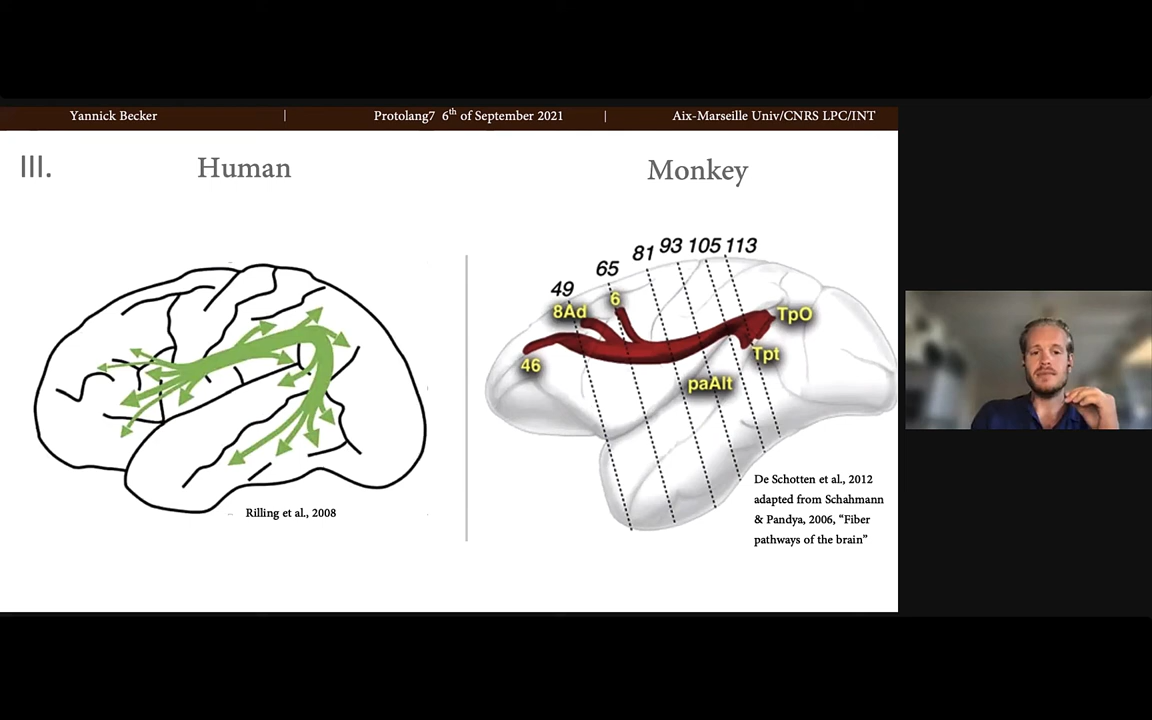 Yannick Becker | Protolang7 6th of September 2021 | Aix-Marseille Univ/CNRS LPC/INT
III.
Human
Monkey
49
65
81
93
105
113
8Ad
6
46
TpO
Tpt
paAlt
Rilling et al., 2008
De Schotten et al., 2012
adapted from Schahmann
& Pandya, 2006, “Fiber
pathways of the brain”